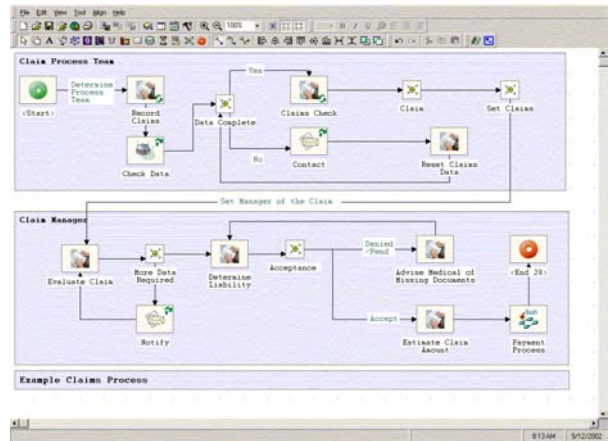 File Edit View Tool Align Help
100%
Claim Process Team
Determine
Process
Team
<Start>
Record
Claims
Check Data
Data Complete
Yes
No
Claims Check
Claim
Set Claims
Contact
Reset Claims
Data
Set Manager of the Claim
Claim Manager
Evaluate Claim
More Data
Required
Notify
Determine
Liability
Acceptance
Denied
/Pend
Accept
Advise Medical of
Missing Documents
Estimate Claim
Amount
<End 28>
Sub
Payment
Process
Example Claims Process
8:13 AM
9/12/2002